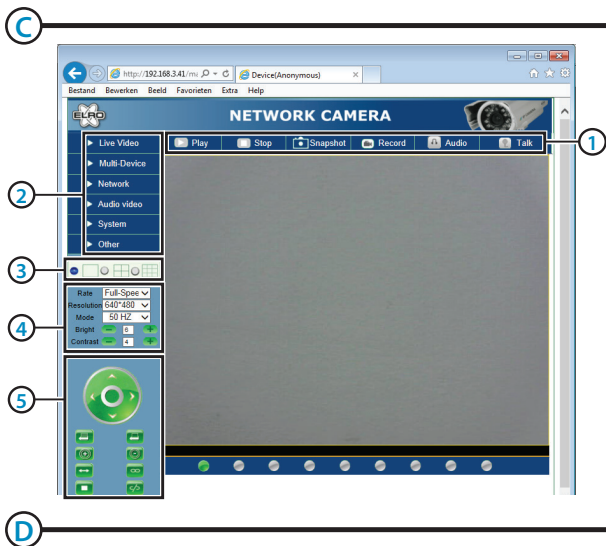 C
http://192.168.3.41/m
Device(Anonymous)
Bestand Bewerken Beeld Favorieten Extra Help
ELRO
NETWORK CAMERA
Play Stop Snapshot Record Audio Talk
1
Live Video
Multi-Device
Network
2
Audio video
System
Other
3
Rate Full-Spee
Resolution 640*480
4
Mode 50 HZ
Bright 6
Contrast 4
5
D